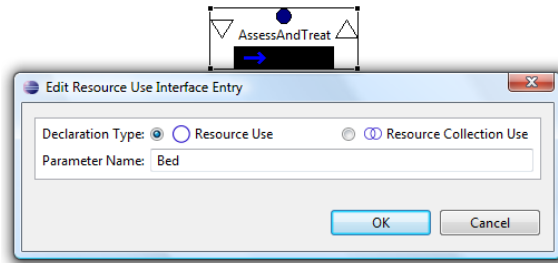 AssessAndTreat
Edit Resource Use Interface Entry
Declaration Type: Resource Use Resource Collection Use
Parameter Name: Bed
OK Cancel